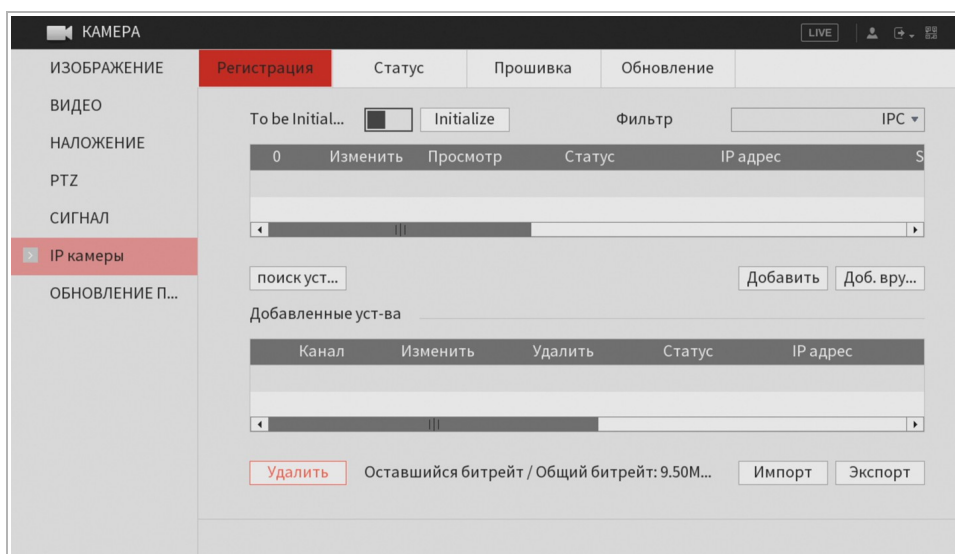 КАМЕРА LIVE
ИЗОБРАЖЕНИЕ
ВИДЕО
НАЛОЖЕНИЕ
PTZ
СИГНАЛ
IP камеры
ОБНОВЛЕНИЕ П...
Регистрация Статус Прошивка Обновление
To be Initial... Initialize Фильтр IPC
0 Изменить Просмотр Статус IP адрес S
поиск уст... Добавить Доб. вру...
Добавленные уст-ва
Канал Изменить Удалить Статус IP адрес
Удалить Оставшийся битрейт / Общий битрейт: 9.50M... Импорт Экспорт